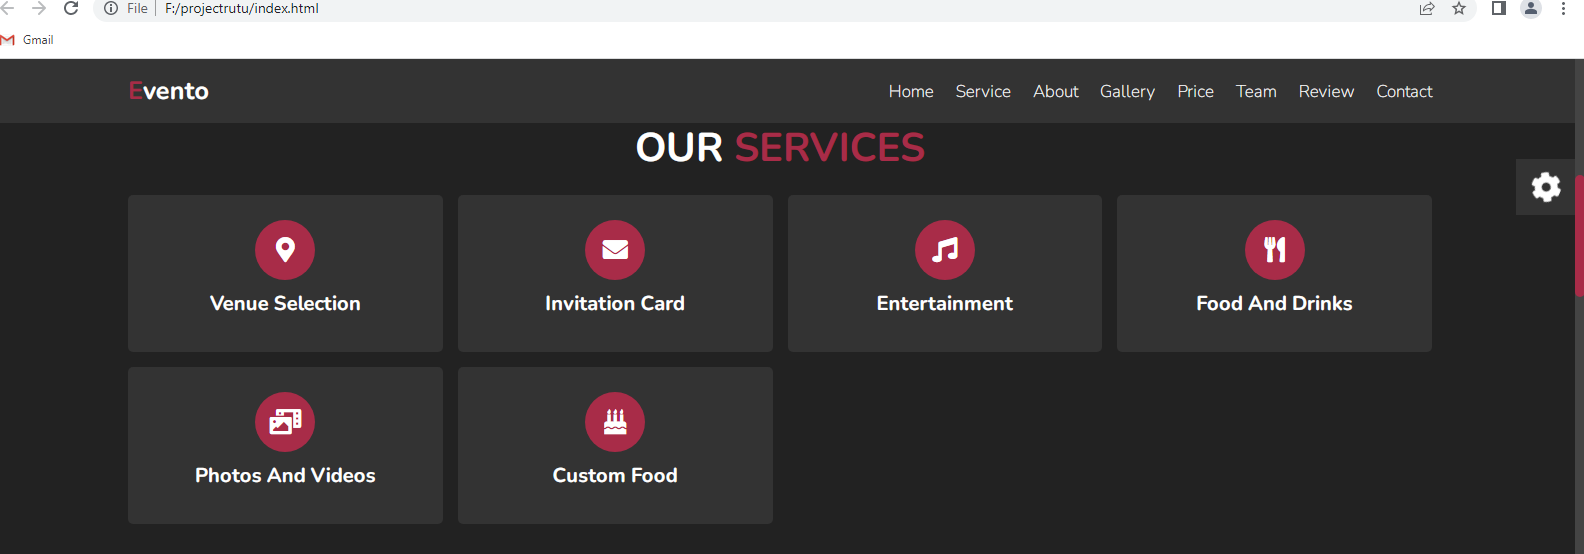 File F:/projectrutu/index.html
Gmail
Evento Home Service About Gallery Price Team Review Contact
OUR SERVICES
Venue Selection Invitation Card Entertainment Food And Drinks
Photos And Videos Custom Food